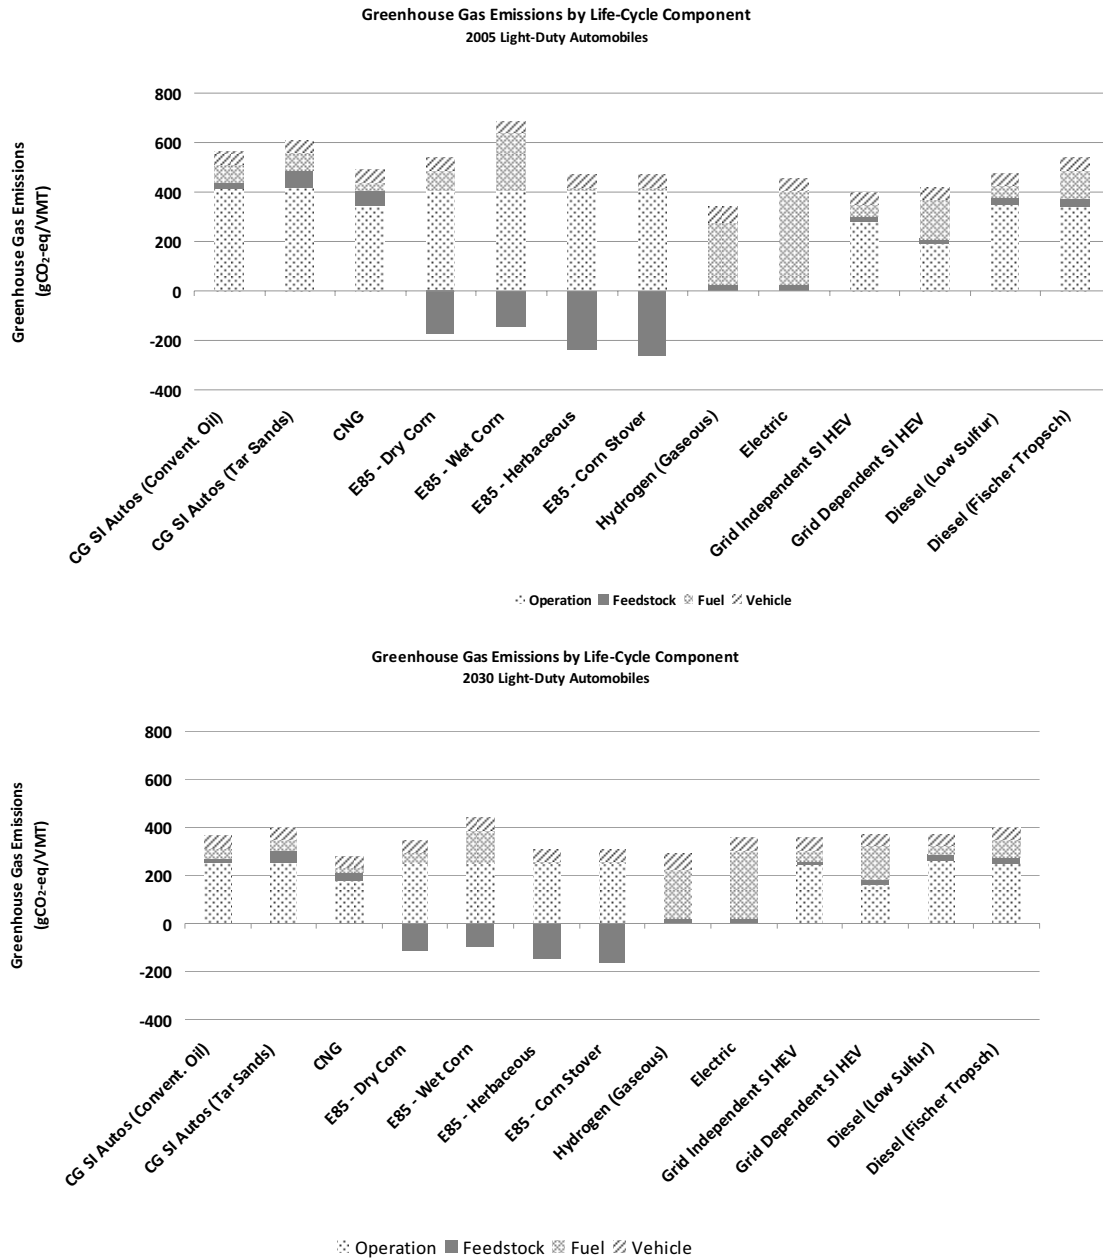 Greenhouse Gas Emissions by Life-Cycle Component
2005 Light-Duty Automobiles
Greenhouse Gas Emissions
(gCO₂-eq/VMT)
800
600
400
200
0
-200
-400
CG SI Autos (Convent. Oil)
CG SI Autos (Tar Sands)
CNG
E85 - Dry Corn
E85 - Wet Corn
E85 - Herbaceous
E85 - Corn Stover
Hydrogen (Gaseous)
Electric
Grid Independent SI HEV
Grid Dependent SI HEV
Diesel (Low Sulfur)
Diesel (Fischer Tropsch)
Operation Feedstock Fuel Vehicle
Greenhouse Gas Emissions by Life-Cycle Component
2030 Light-Duty Automobiles
Greenhouse Gas Emissions
(gCO₂-eq/VMT)
800
600
400
200
0
-200
-400
CG SI Autos (Convent. Oil)
CG SI Autos (Tar Sands)
CNG
E85 - Dry Corn
E85 - Wet Corn
E85 - Herbaceous
E85 - Corn Stover
Hydrogen (Gaseous)
Electric
Grid Independent SI HEV
Grid Dependent SI HEV
Diesel (Low Sulfur)
Diesel (Fischer Tropsch)
Operation Feedstock Fuel Vehicle